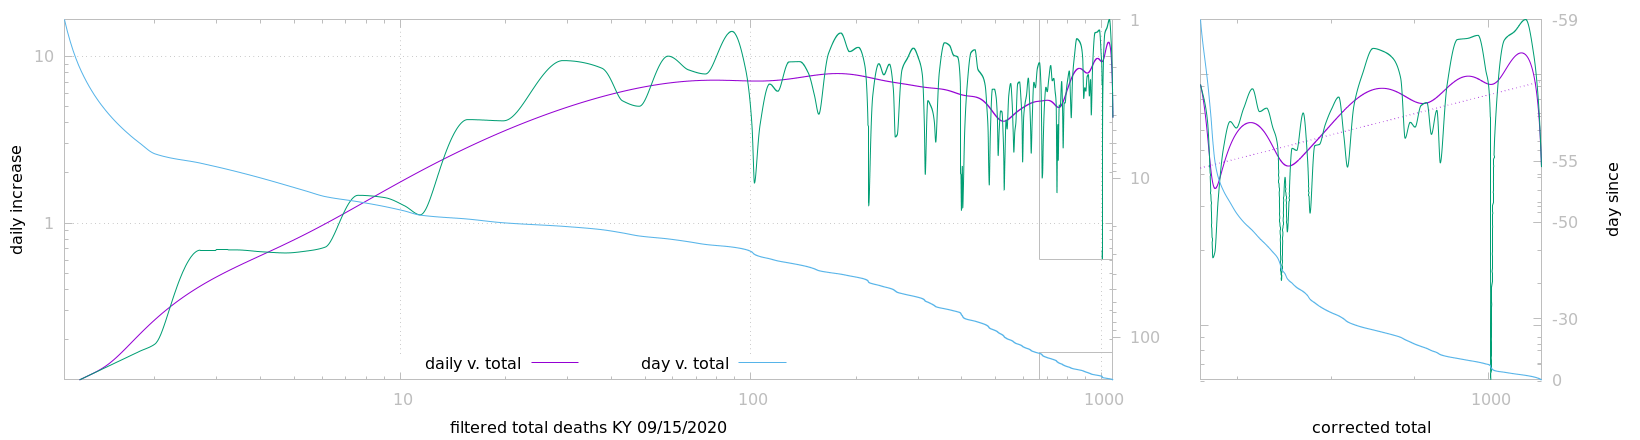 10
1
daily increase
daily v. total
day v. total
10
100
1000
filtered total deaths KY 09/15/2020
1
10
100
1000
corrected total
-59
-55
-50
-30
0
day since